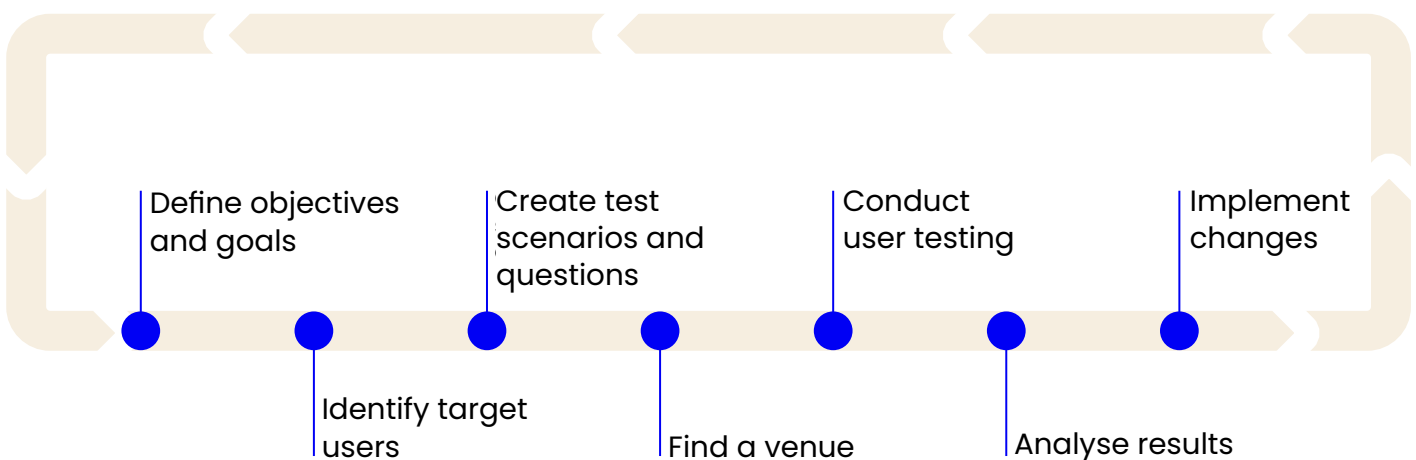 Define objectives
and goals
Identify target
users
Create test
scenarios and
questions
Find a venue
Conduct
user testing
Analyse results
Implement
changes